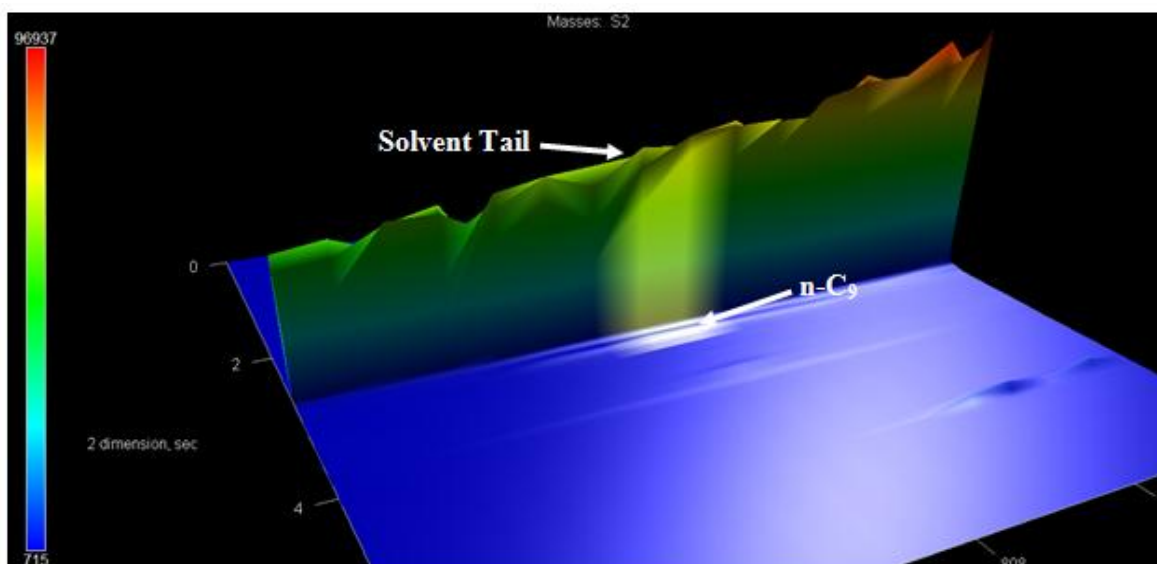 Masses: S2
96937
Solvent Tail
0
n-C₉
2
2 dimension, sec
4
715